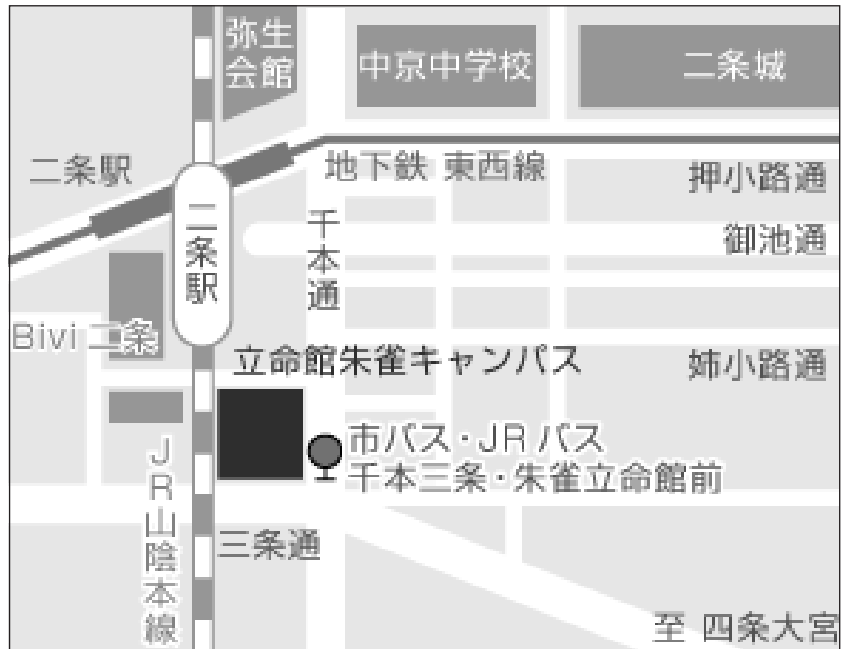 弥生
会館
中京中学校
二条城
二条駅
地下鉄 東西線
押小路通
二条駅
千本通
御池通
Bivi 二条
立命館朱雀キャンパス
姉小路通
市バス・JRバス
千本三条・朱雀立命館前
JR山陰本線
三条通
至 四条大宮